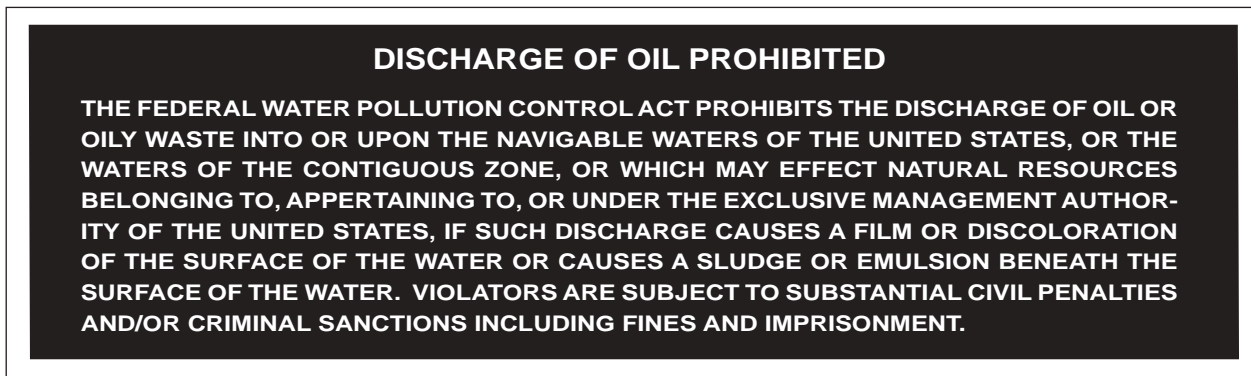 DISCHARGE OF OIL PROHIBITED
THE FEDERAL WATER POLLUTION CONTROL ACT PROHIBITS THE DISCHARGE OF OIL OR
OILY WASTE INTO OR UPON THE NAVIGABLE WATERS OF THE UNITED STATES, OR THE
WATERS OF THE CONTIGUOUS ZONE, OR WHICH MAY EFFECT NATURAL RESOURCES
BELONGING TO, APPERTAINING TO, OR UNDER THE EXCLUSIVE MANAGEMENT AUTHOR-
ITY OF THE UNITED STATES, IF SUCH DISCHARGE CAUSES A FILM OR DISCOLORATION
OF THE SURFACE OF THE WATER OR CAUSES A SLUDGE OR EMULSION BENEATH THE
SURFACE OF THE WATER.  VIOLATORS ARE SUBJECT TO SUBSTANTIAL CIVIL PENALTIES
AND/OR CRIMINAL SANCTIONS INCLUDING FINES AND IMPRISONMENT.